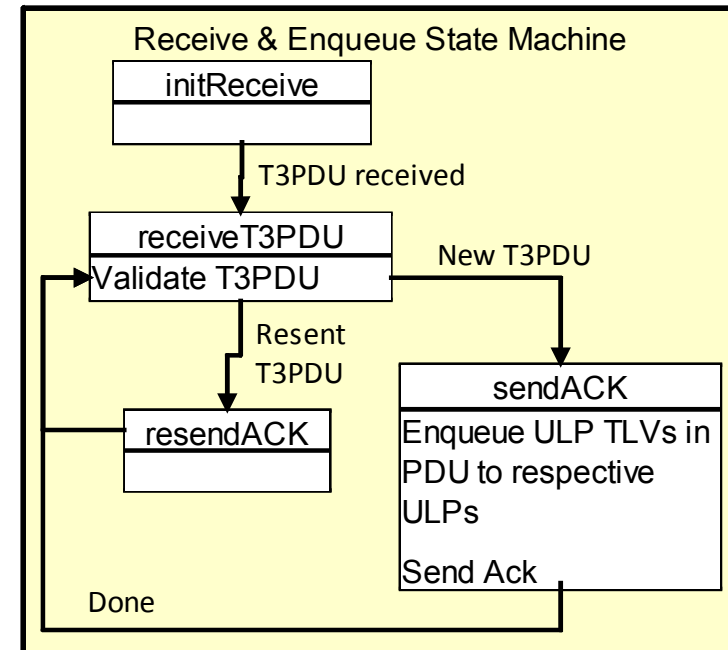 Receive & Enqueue State Machine
initReceive
T3PDU received
receiveT3PDU
Validate T3PDU
New T3PDU
Resent
T3PDU
resendACK
sendACK
Enqueue ULP TLVs in
PDU to respective
ULPs
Send Ack
Done